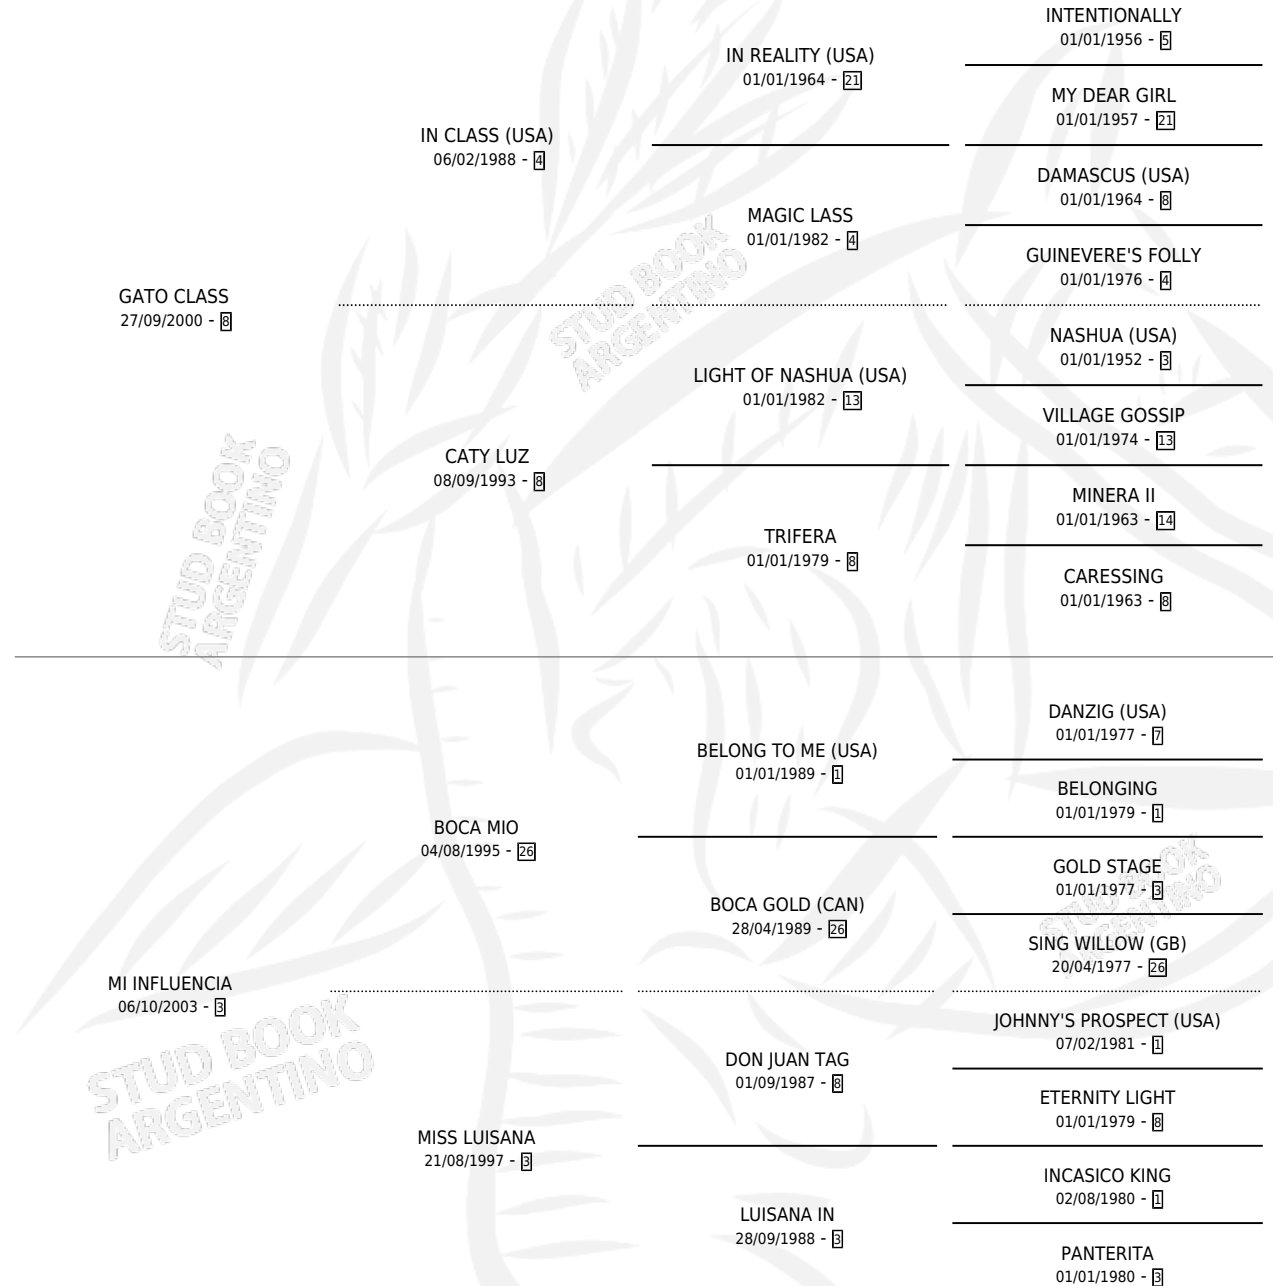 INTENTIONALLY
01/01/1956 - 5
IN REALITY (USA)
01/01/1964 - 21
MY DEAR GIRL
01/01/1957 - 21
IN CLASS (USA)
06/02/1988 - 4
DAMASCUS (USA)
01/01/1964 - 8
MAGIC LASS
01/01/1982 - 4
GUINEVERE'S FOLLY
01/01/1976 - 4
GATO CLASS
27/09/2000 - 8
NASHUA (USA)
01/01/1952 - 3
LIGHT OF NASHUA (USA)
01/01/1982 - 13
VILLAGE GOSSIP
01/01/1974 - 13
CATY LUZ
08/09/1993 - 8
MINERA II
01/01/1963 - 14
TRIFERA
01/01/1979 - 8
CARESSING
01/01/1963 - 8
DANZIG (USA)
01/01/1977 - 7
BELONG TO ME (USA)
01/01/1989 - 1
BELONGING
01/01/1979 - 1
BOCA MIO
04/08/1995 - 26
GOLD STAGE
01/01/1977 - 3
BOCA GOLD (CAN)
28/04/1989 - 26
SING WILLOW (GB)
20/04/1977 - 26
MI INFLUENCIA
06/10/2003 - 3
JOHNNY'S PROSPECT (USA)
07/02/1981 - 1
DON JUAN TAG
01/09/1987 - 8
ETERNITY LIGHT
01/01/1979 - 8
MISS LUISANA
21/08/1997 - 3
INCASICO KING
02/08/1980 - 1
LUISANA IN
28/09/1988 - 3
PANTERITA
01/01/1980 - 3
STUD BOOK
ARGENTINO
STUD BOOK
ARGENTINO
STUD BOOK
ARGENTINO
STUD BOOK
ARGENTINO